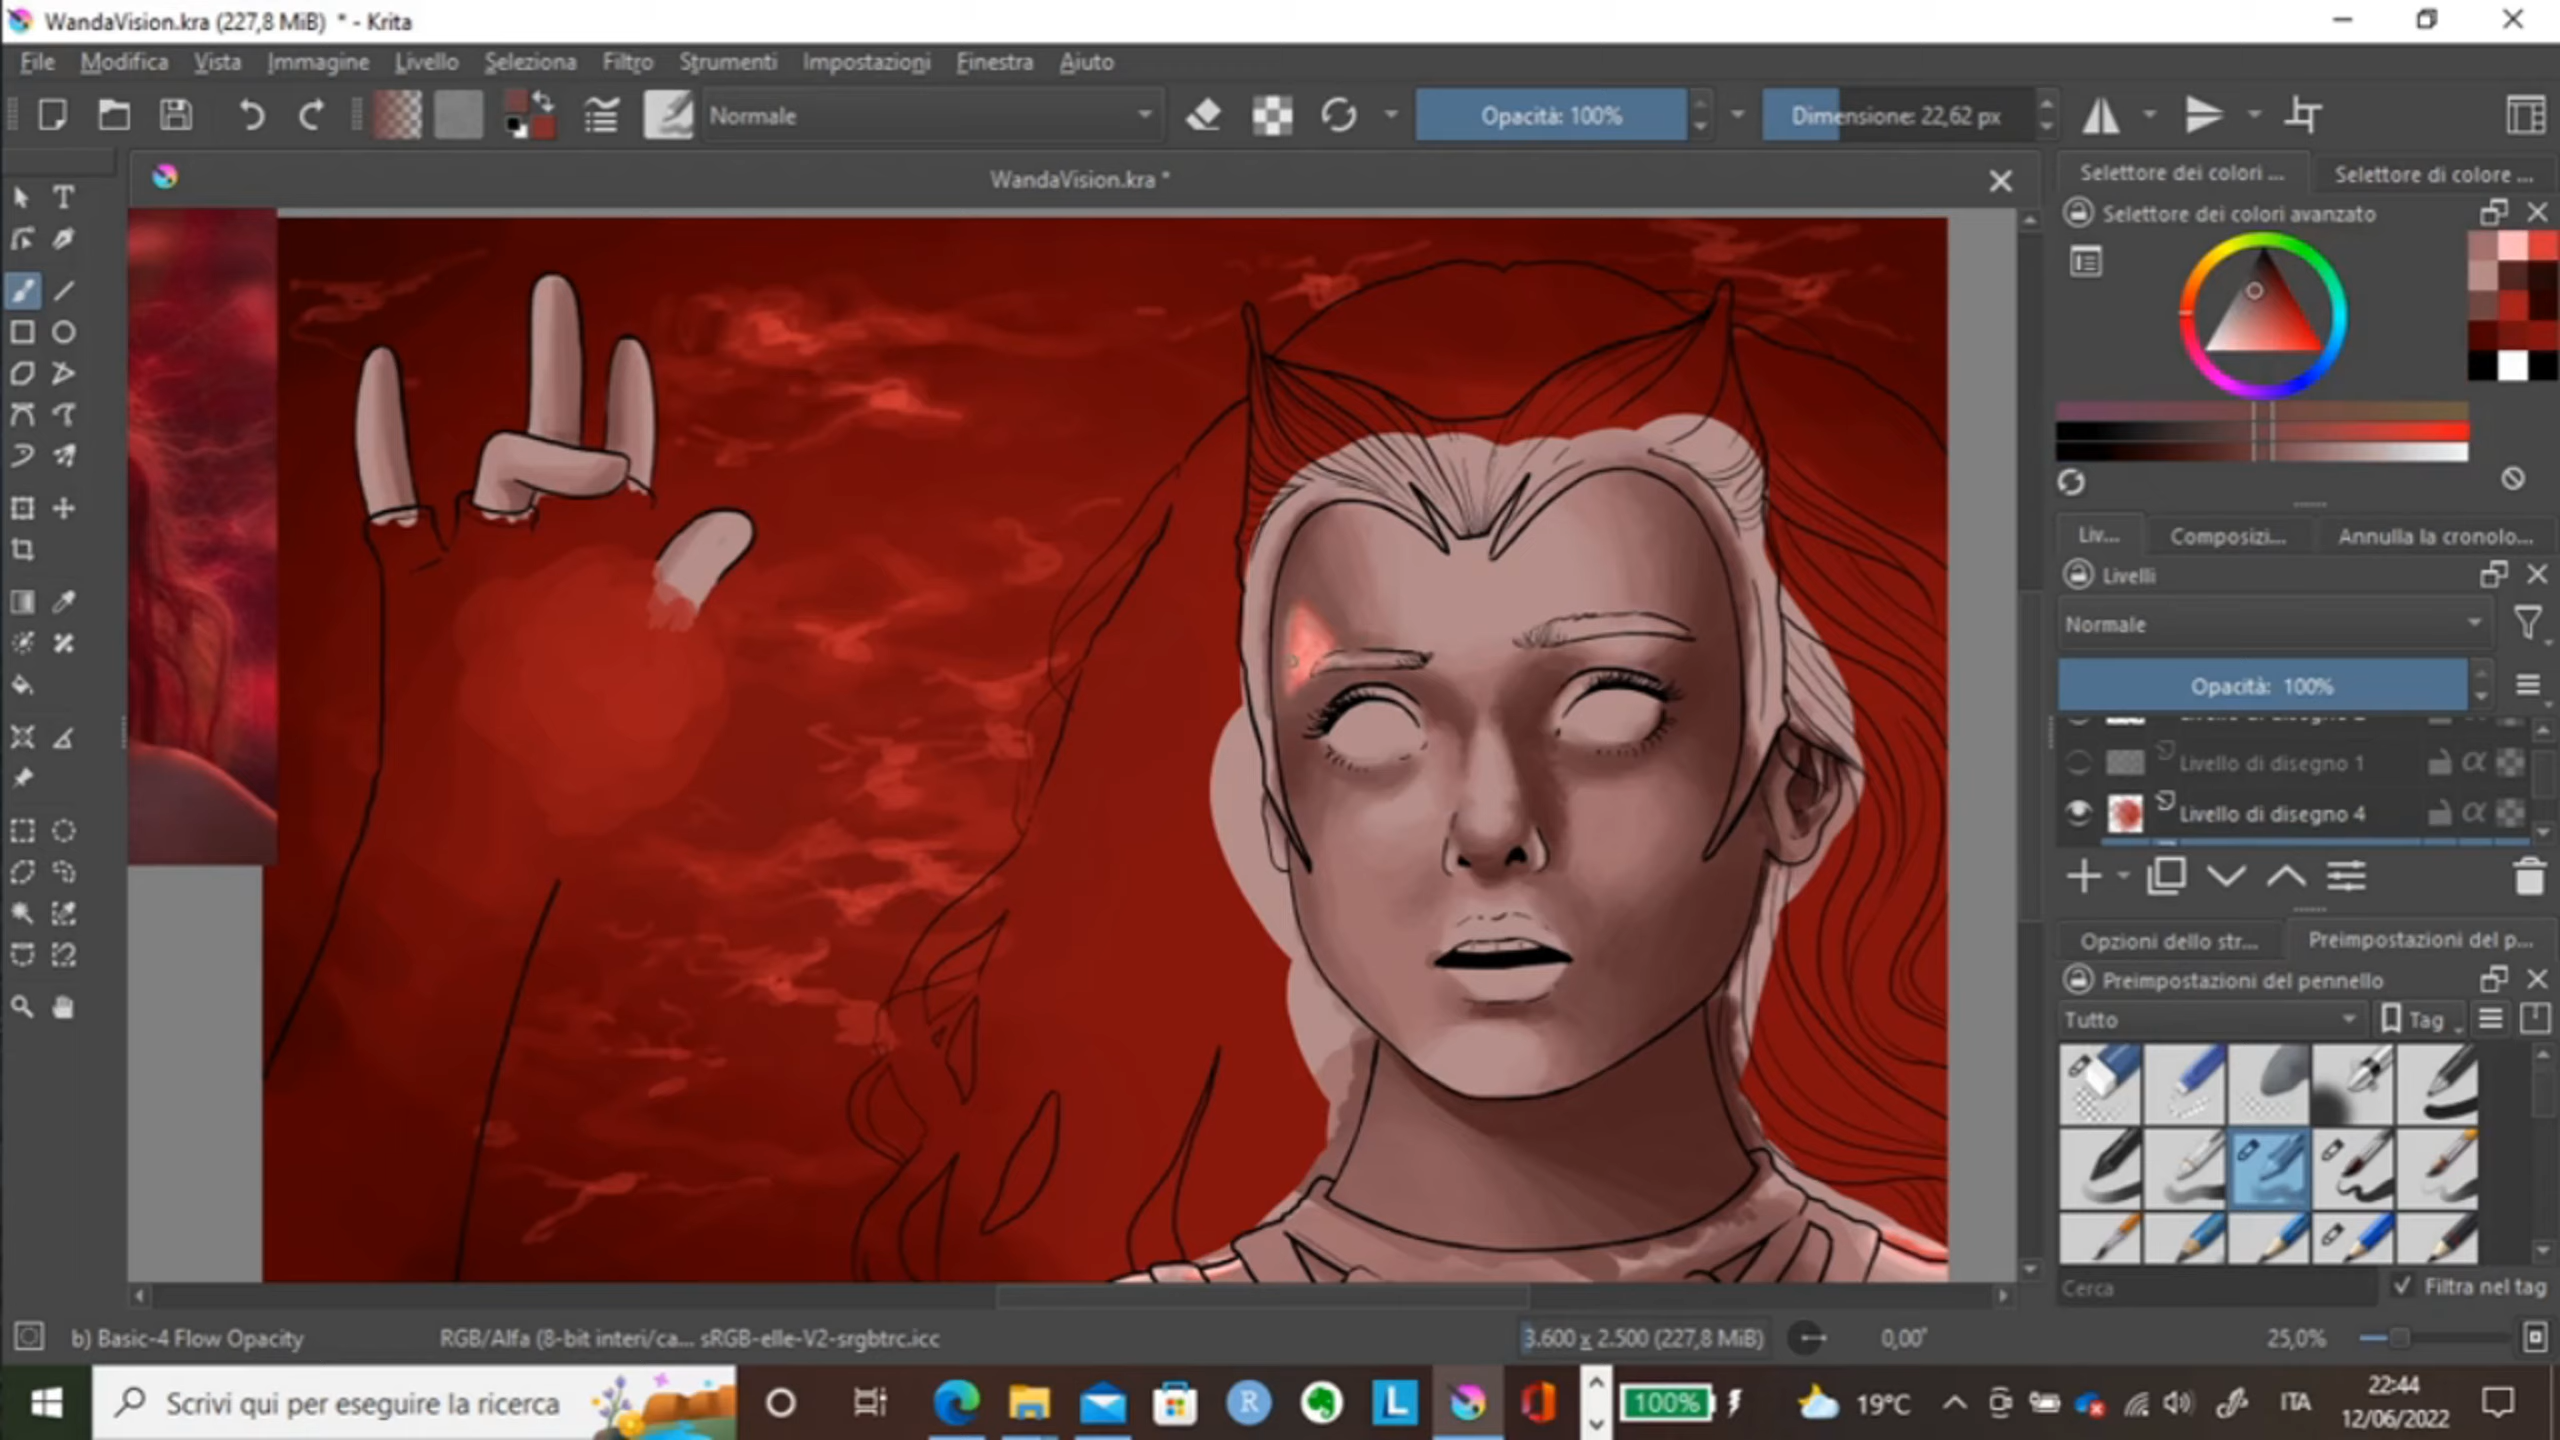 WandaVision.kra (227,8 MiB) * - Krita
File Modifica Vista Immagine Livello Seleziona Filtro Strumenti Impostazioni Finestra Aiuto
Normale Opacità: 100% Dimensione: 22,62 px
WandaVision.kra *
Selettore dei colori ... Selettore di colore ...
Selettore dei colori avanzato
Liv... Composizi... Annulla la cronolo...
Livelli
Normale
Opacità: 100%
Livello di disegno 1
Livello di disegno 4
Opzioni dello str... Preimpostazioni del p...
Preimpostazioni del pennello
Tutto Tag
Cerca Filtra nel tag
b) Basic-4 Flow Opacity RGB/Alfa (8-bit interi/ca... sRGB-elle-V2-srgbtrc.icc 3.600 x 2.500 (227,8 MiB) 0,00° 25,0%
Scrivi qui per eseguire la ricerca R L 100% 19°C ITA 22:44
12/06/2022